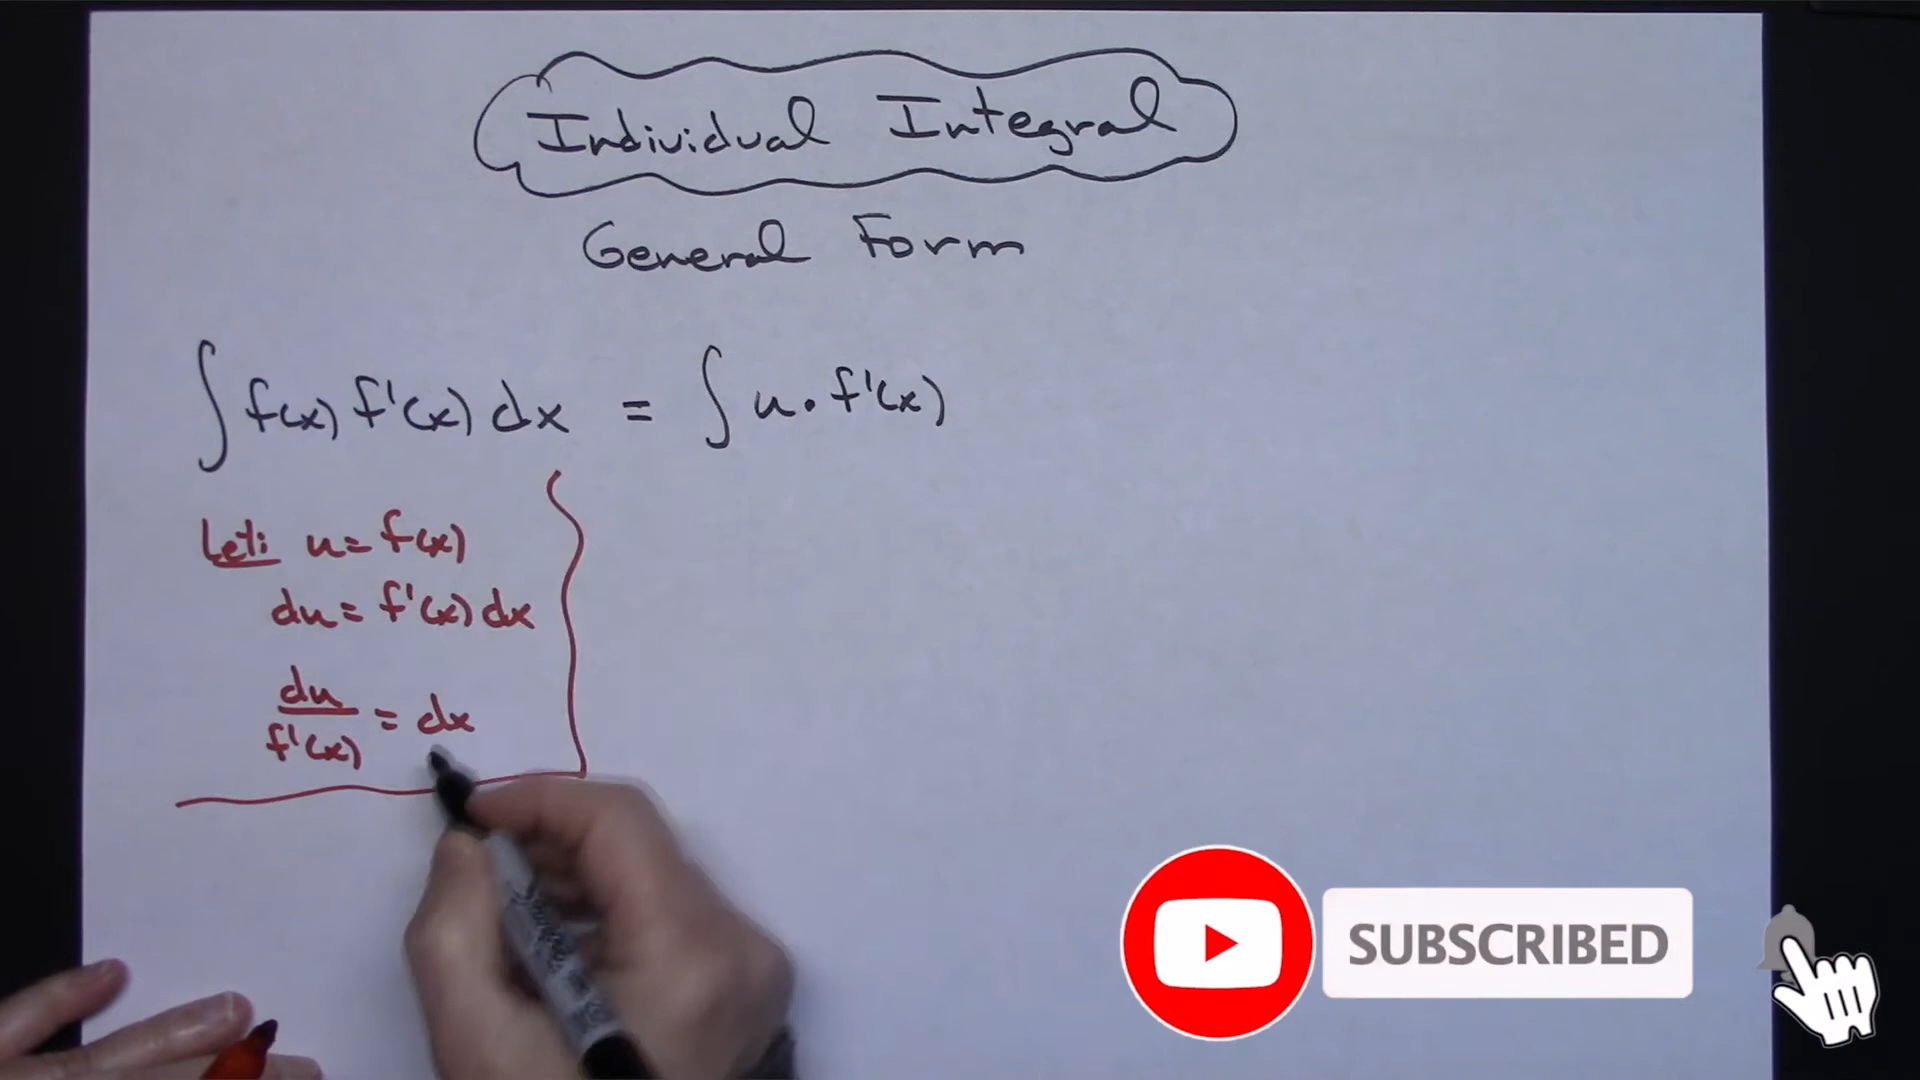 Individual Integral
General Form
∫ f(x) f'(x) dx = ∫ u · f'(x)
Let: u = f(x)
du = f'(x) dx
du/f'(x) = dx
SUBSCRIBED